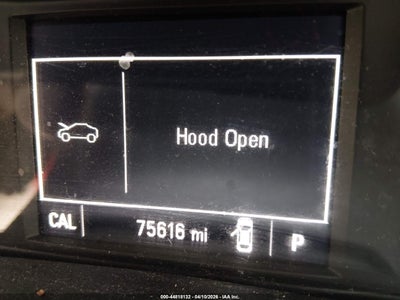 Hood Open
CAL 75616 mi P
000-44818132 - 04/10/2026 - IAA Inc.